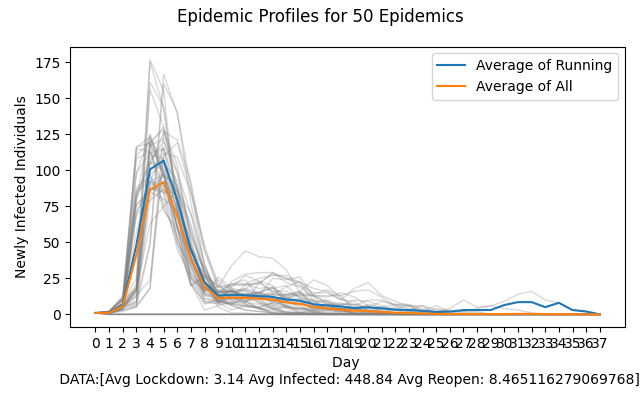 Epidemic Profiles for 50 Epidemics
Newly Infected Individuals
175
150
125
100
75
50
25
0
Average of Running
Average of All
0 1 2 3 4 5 6 7 8 9 10 11 12 13 14 15 16 17 18 19 20 21 22 23 24 25 26 27 28 29 30 31 32 33 34 35 36 37
Day
DATA:[Avg Lockdown: 3.14 Avg Infected: 448.84 Avg Reopen: 8.465116279069768]